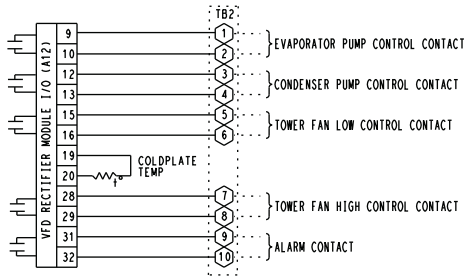 TB2
VFD RECTIFIER MODULE I/O (A12)
9 1
10 2
EVAPORATOR PUMP CONTROL CONTACT
12 3
13 4
CONDENSER PUMP CONTROL CONTACT
15 5
16 6
TOWER FAN LOW CONTROL CONTACT
19
20
t°
COLDPLATE
TEMP
28 7
29 8
TOWER FAN HIGH CONTROL CONTACT
31 9
32 10
ALARM CONTACT